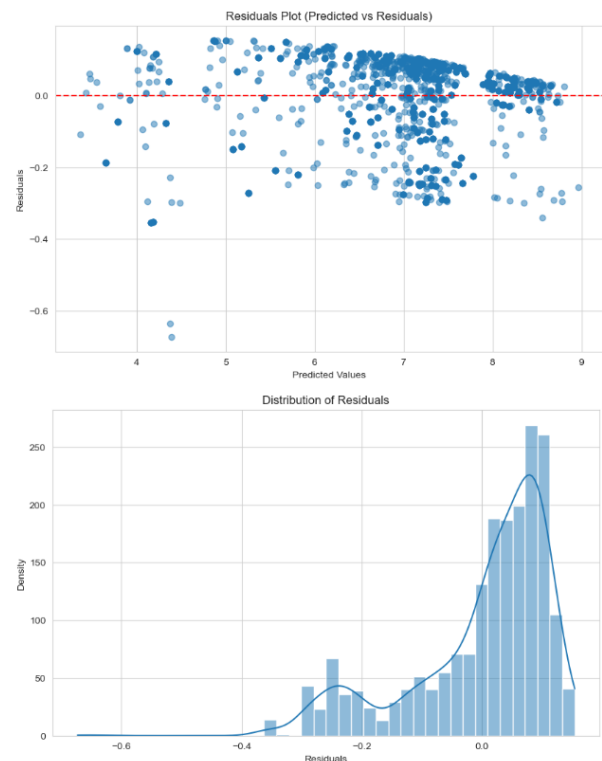 Residuals Plot (Predicted vs Residuals)
0.0
−0.2
−0.4
−0.6
Residuals
4 5 6 7 8 9
Predicted Values
Distribution of Residuals
250
200
150
100
50
0
Density
−0.6 −0.4 −0.2 0.0
Residuals